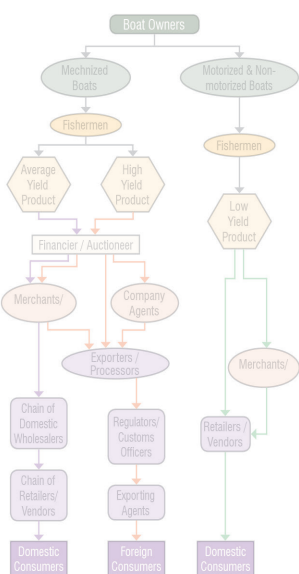 Boat Owners
Mechnized
Boats
Motorized & Non-
motorized Boats
Fishermen
Fishermen
Average
Yield
Product
High
Yield
Product
Low
Yield
Product
Financier / Auctioneer
Merchants/
Company
Agents
Exporters /
Processors
Merchants/
Chain of
Domestic
Wholesalers
Regulators/
Customs
Officers
Retailers /
Vendors
Chain of
Retailers/
Vendors
Exporting
Agents
Domestic
Consumers
Foreign
Consumers
Domestic
Consumers